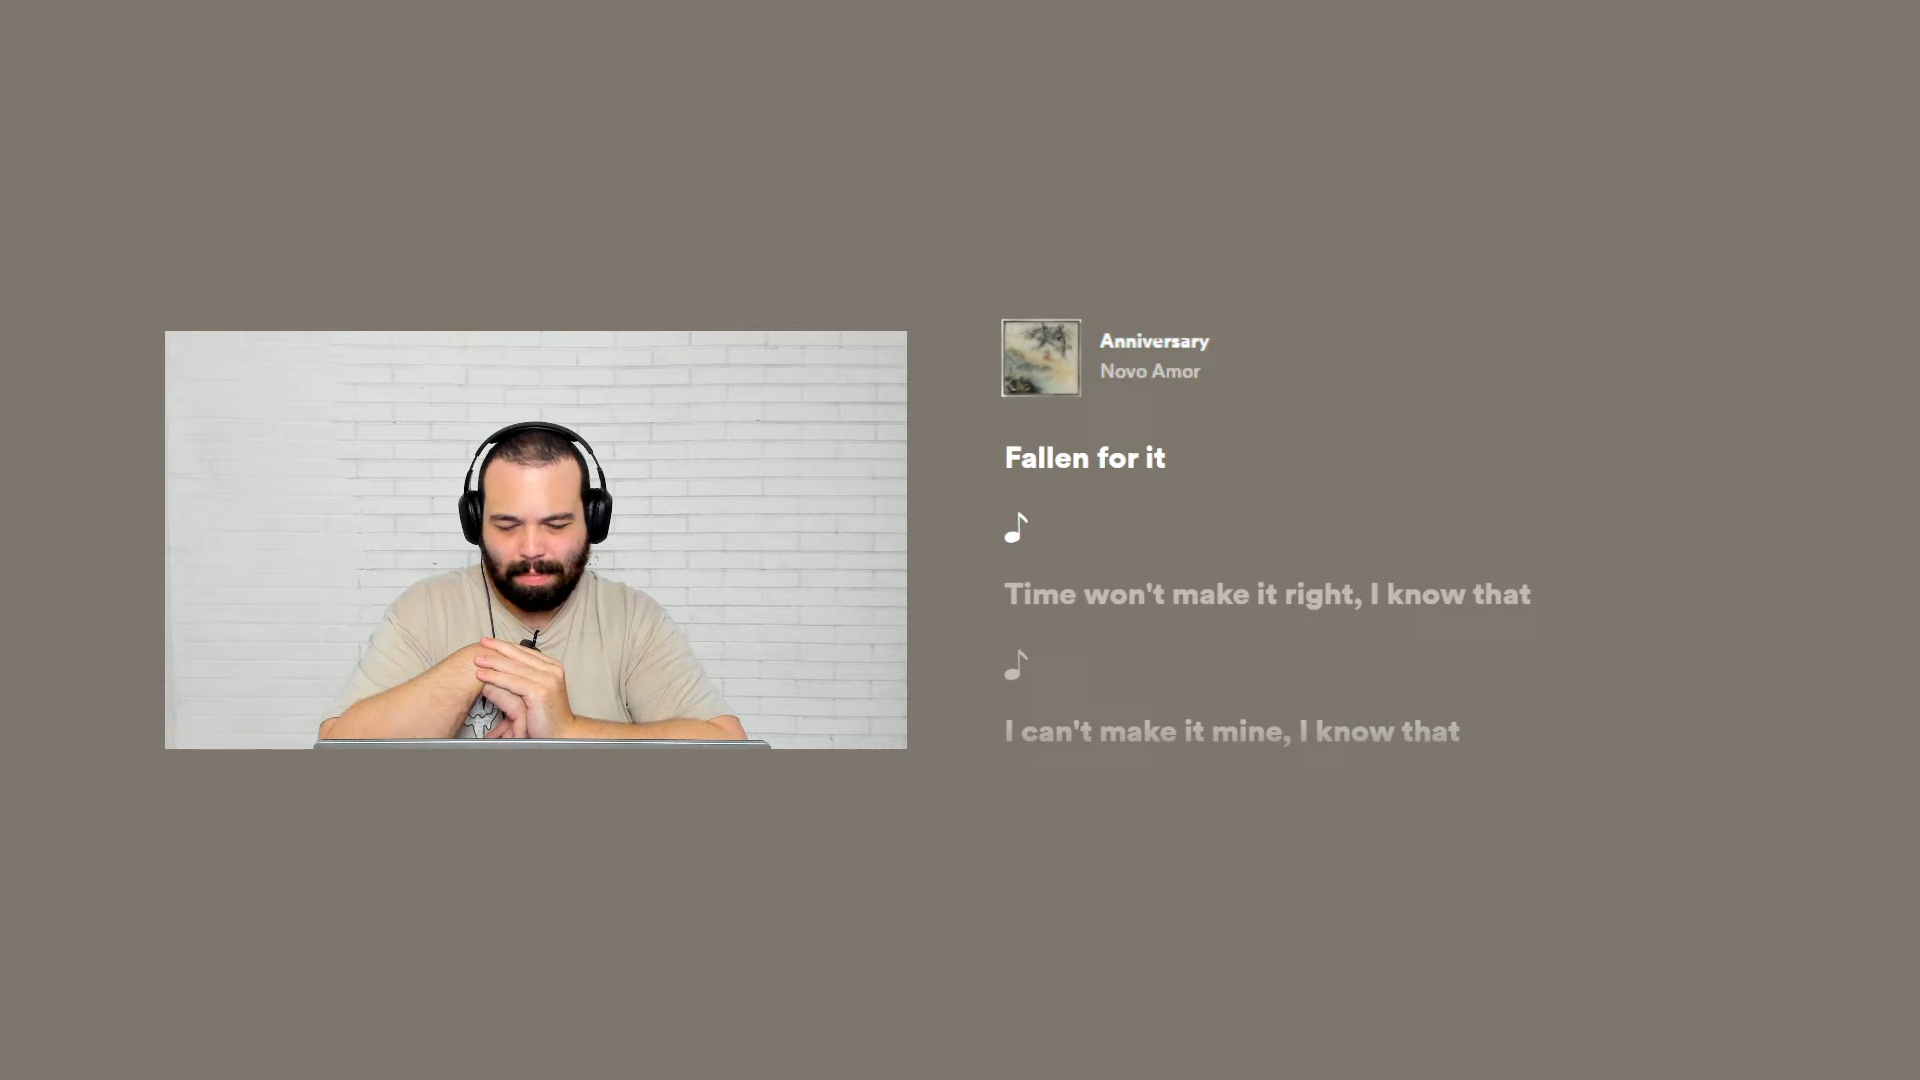 Anniversary
Novo Amor
Fallen for it
♪
Time won't make it right, I know that
♪
I can't make it mine, I know that